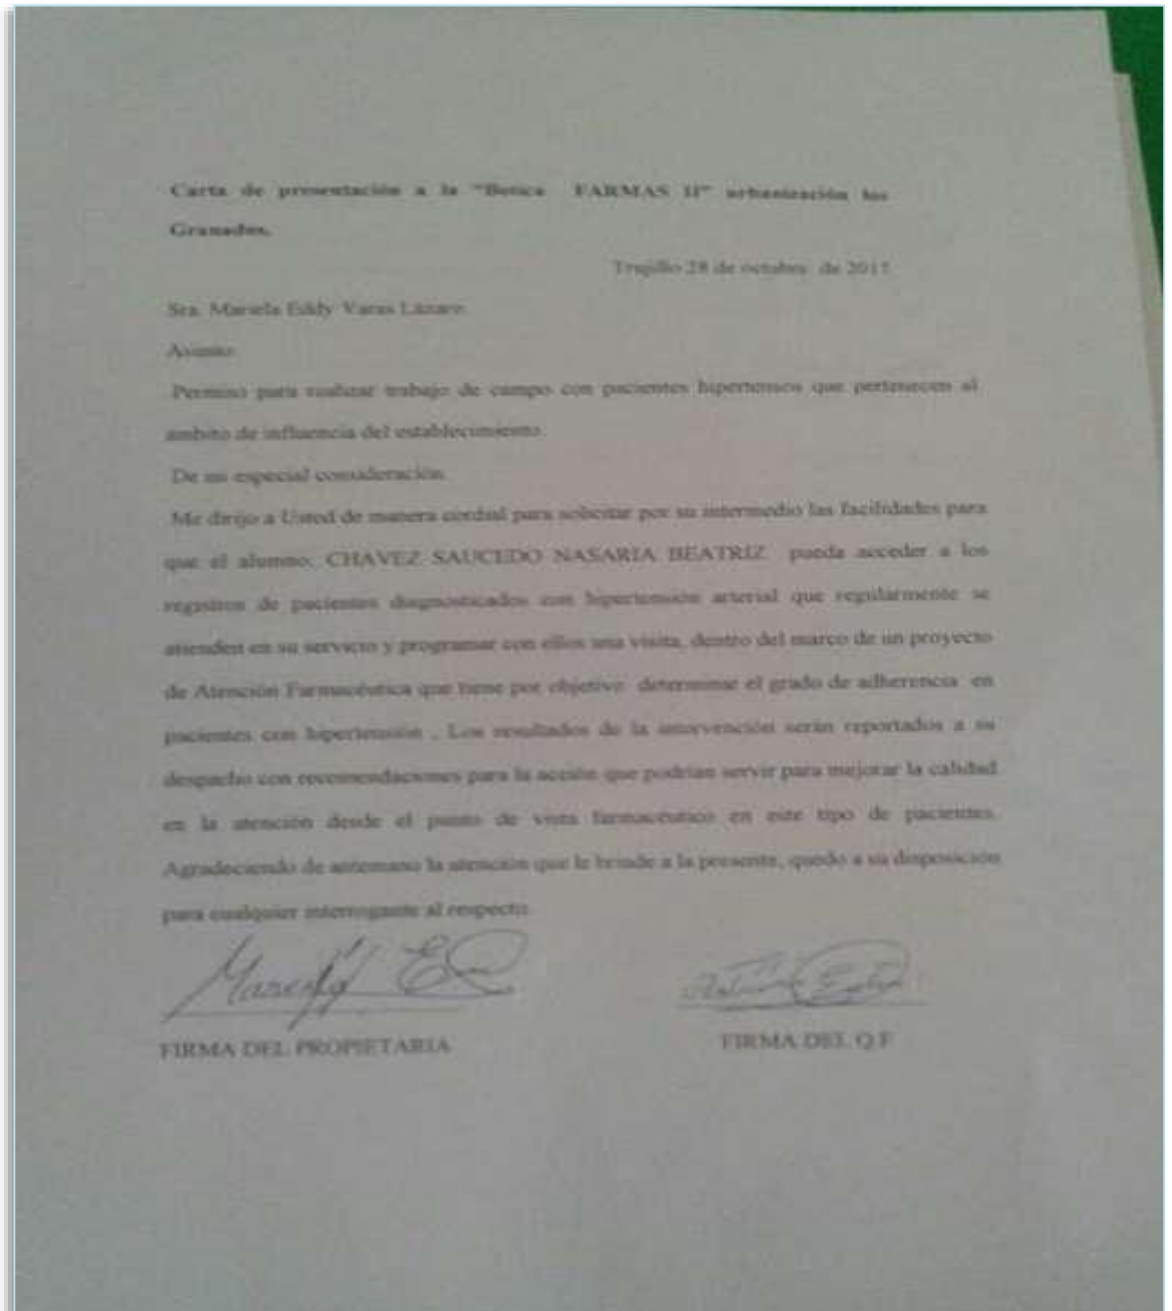 Carta de presentación a la "Botica FARMAS II" urbanización los
Granados.
Trujillo 28 de octubre de 2017
Sra. Mariela Eddy Varas Lázaro
Asunto:
Permiso para realizar trabajo de campo con pacientes hipertensos que pertenecen al
ámbito de influencia del establecimiento.
De mi especial consideración
Me dirijo a Usted de manera cordial para solicitar por su intermedio las facilidades para
que el alumno: CHAVEZ SAUCEDO NASARIA BEATRIZ pueda acceder a los
registros de pacientes diagnosticados con hipertensión arterial que regularmente se
atienden en su servicio y programar con ellos una visita, dentro del marco de un proyecto
de Atención Farmacéutica que tiene por objetivo determinar el grado de adherencia en
pacientes con hipertensión . Los resultados de la intervención serán reportados a su
despacho con recomendaciones para la acción que podrían servir para mejorar la calidad
en la atención desde el punto de vista farmacéutico en este tipo de pacientes.
Agradeciendo de antemano la atención que le brinde a la presente, quedo a su disposición
para cualquier interrogante al respecto.
FIRMA DEL PROPIETARIA
FIRMA DEL Q.F